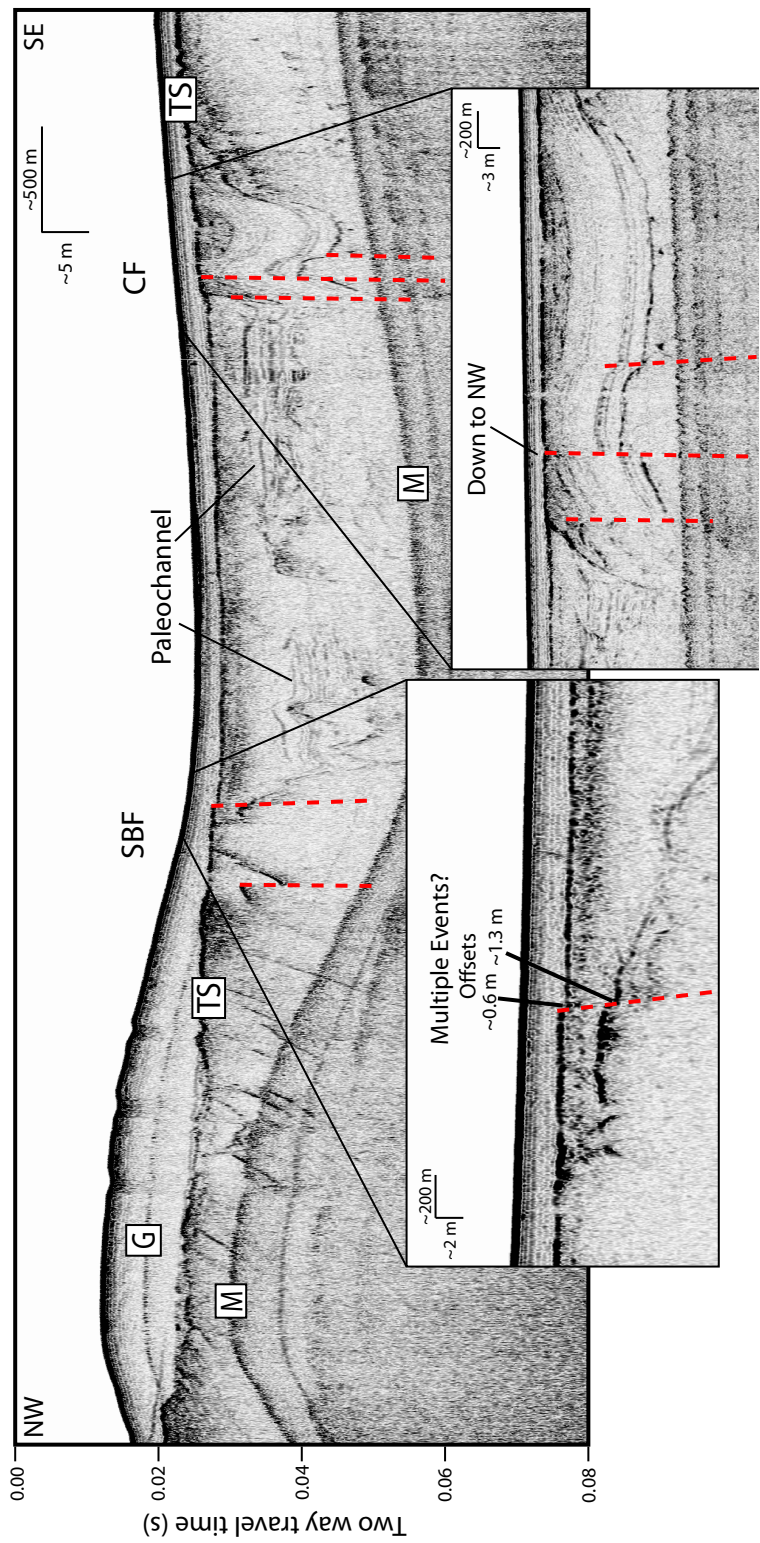 NW
SE
~500 m
~5 m
SBF
CF
TS
TS
G
M
M
Paleochannel
0.00
0.02
0.04
0.06
0.08
Two way travel time (s)
~200 m
~2 m
Multiple Events?
Offsets
~0.6 m ~1.3 m
Down to NW
~200 m
~3 m